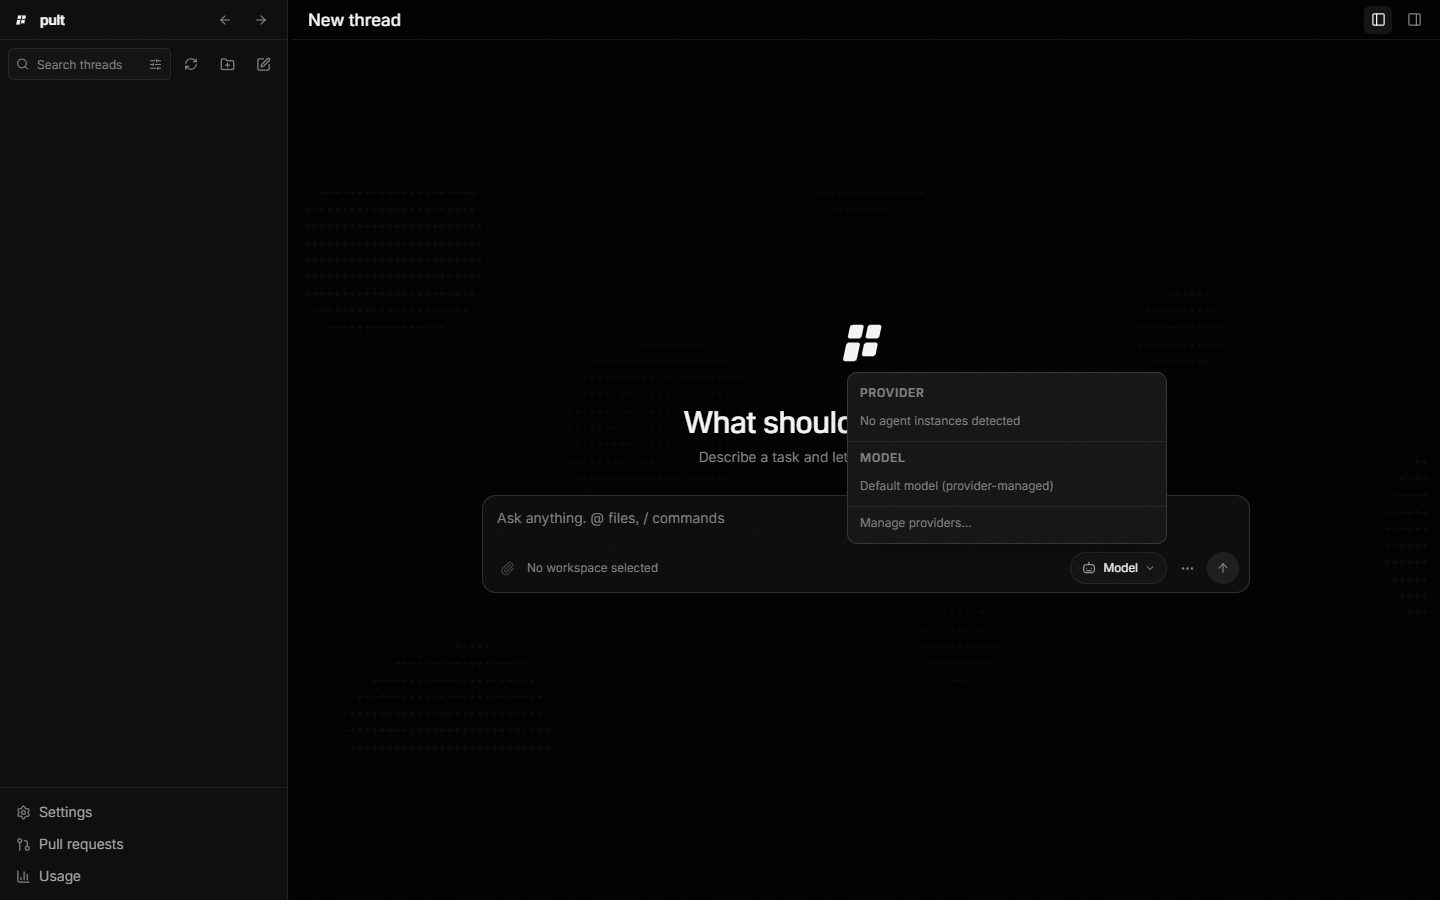 pult
New thread
Search threads
PROVIDER
No agent instances detected
What should
MODEL
Describe a task and let
Default model (provider-managed)
Ask anything. @ files, / commands
Manage providers...
No workspace selected
Model
Settings
Pull requests
Usage